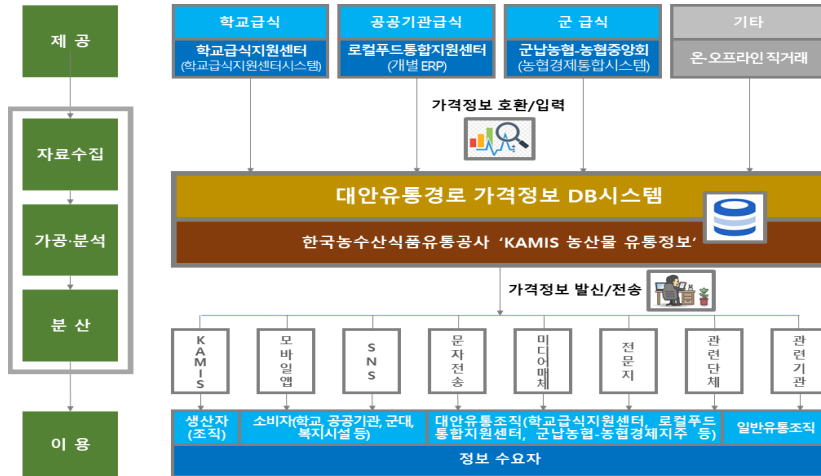 제 공
자료수집
가공·분석
분 산
이 용
학교급식
학교급식지원센터
(학교급식지원센터시스템)
공공기관급식
로컬푸드통합지원센터
(개별 ERP)
군 급식
군납농협-농협중앙회
(농협경제통합시스템)
기타
온·오프라인 직거래
가격정보 호환/입력
대안유통경로 가격정보 DB시스템
한국농수산식품유통공사 ‘KAMIS 농산물 유통정보’
가격정보 발신/전송
KAMIS
모바일앱
SNS
문자전송
미디어매체
전문지
관련단체
관련기관
생산자
(조직)
소비자(학교, 공공기관, 군대,
복지시설 등)
대안유통조직(학교급식지원센터, 로컬푸드
통합지원센터, 군납농협-농협경제지주 등)
일반유통조직
정보 수요자